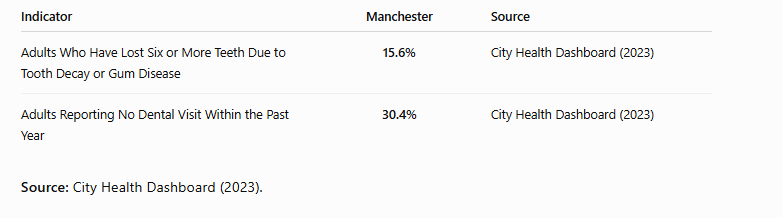 Indicator Manchester Source
Adults Who Have Lost Six or More Teeth Due to 15.6% City Health Dashboard (2023)
Tooth Decay or Gum Disease
Adults Reporting No Dental Visit Within the Past 30.4% City Health Dashboard (2023)
Year
Source: City Health Dashboard (2023).